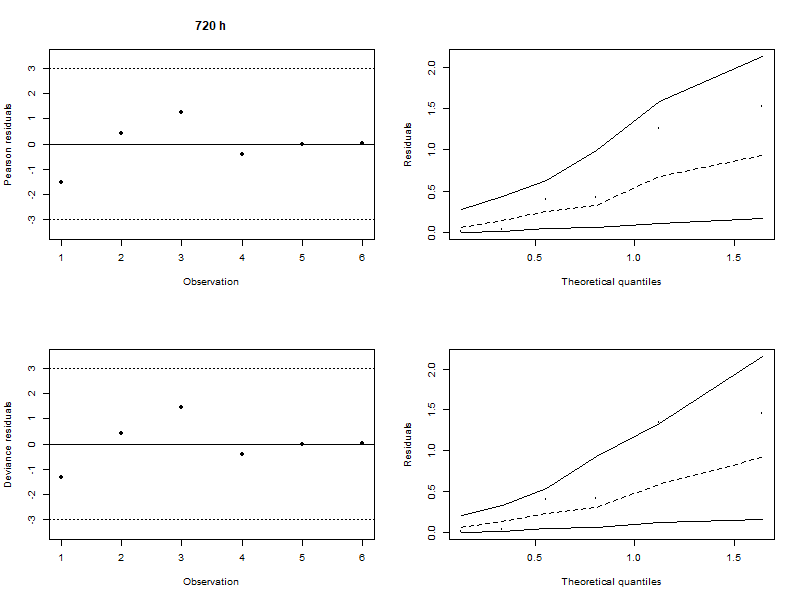 720 h
Pearson residuals
3
2
1
0
-1
-2
-3
1 2 3 4 5 6
Observation
Residuals
2.0
1.5
1.0
0.5
0.0
0.5 1.0 1.5
Theoretical quantiles
Deviance residuals
3
2
1
0
-1
-2
-3
1 2 3 4 5 6
Observation
Residuals
2.0
1.5
1.0
0.5
0.0
0.5 1.0 1.5
Theoretical quantiles